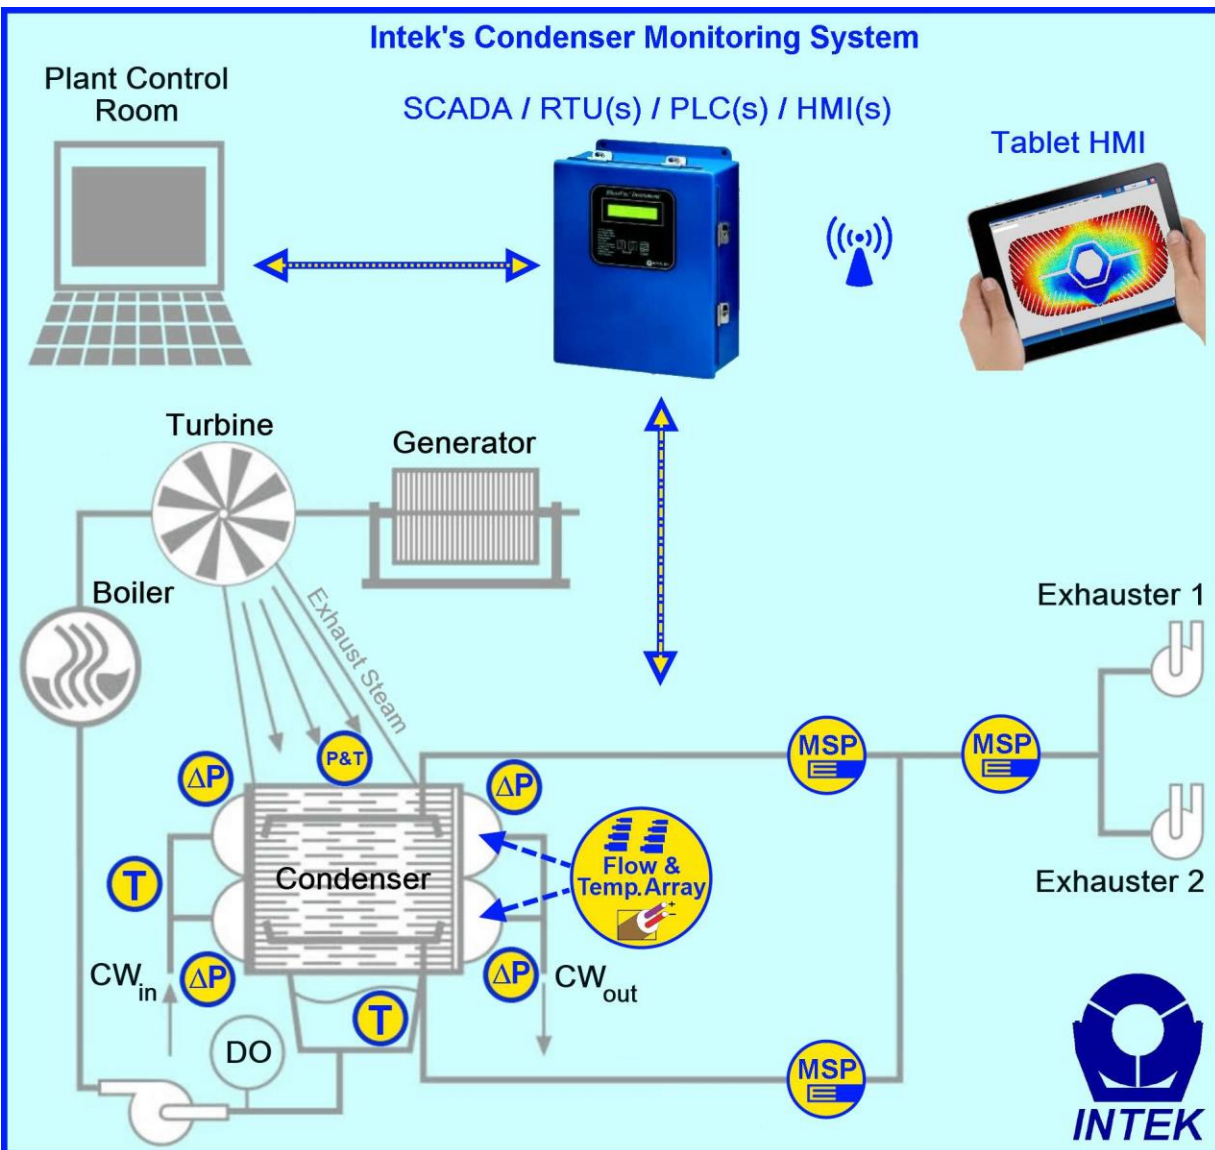 Intek's Condenser Monitoring System
Plant Control
Room
SCADA / RTU(s) / PLC(s) / HMI(s)
Tablet HMI
Turbine
Generator
Boiler
Exhaust Steam
Exhauster 1
P&T
MSP
MSP
ΔP
ΔP
Flow &
Temp. Array
+
−
T
Condenser
Exhauster 2
CWin
ΔP
ΔP
CWout
T
DO
MSP
INTEK